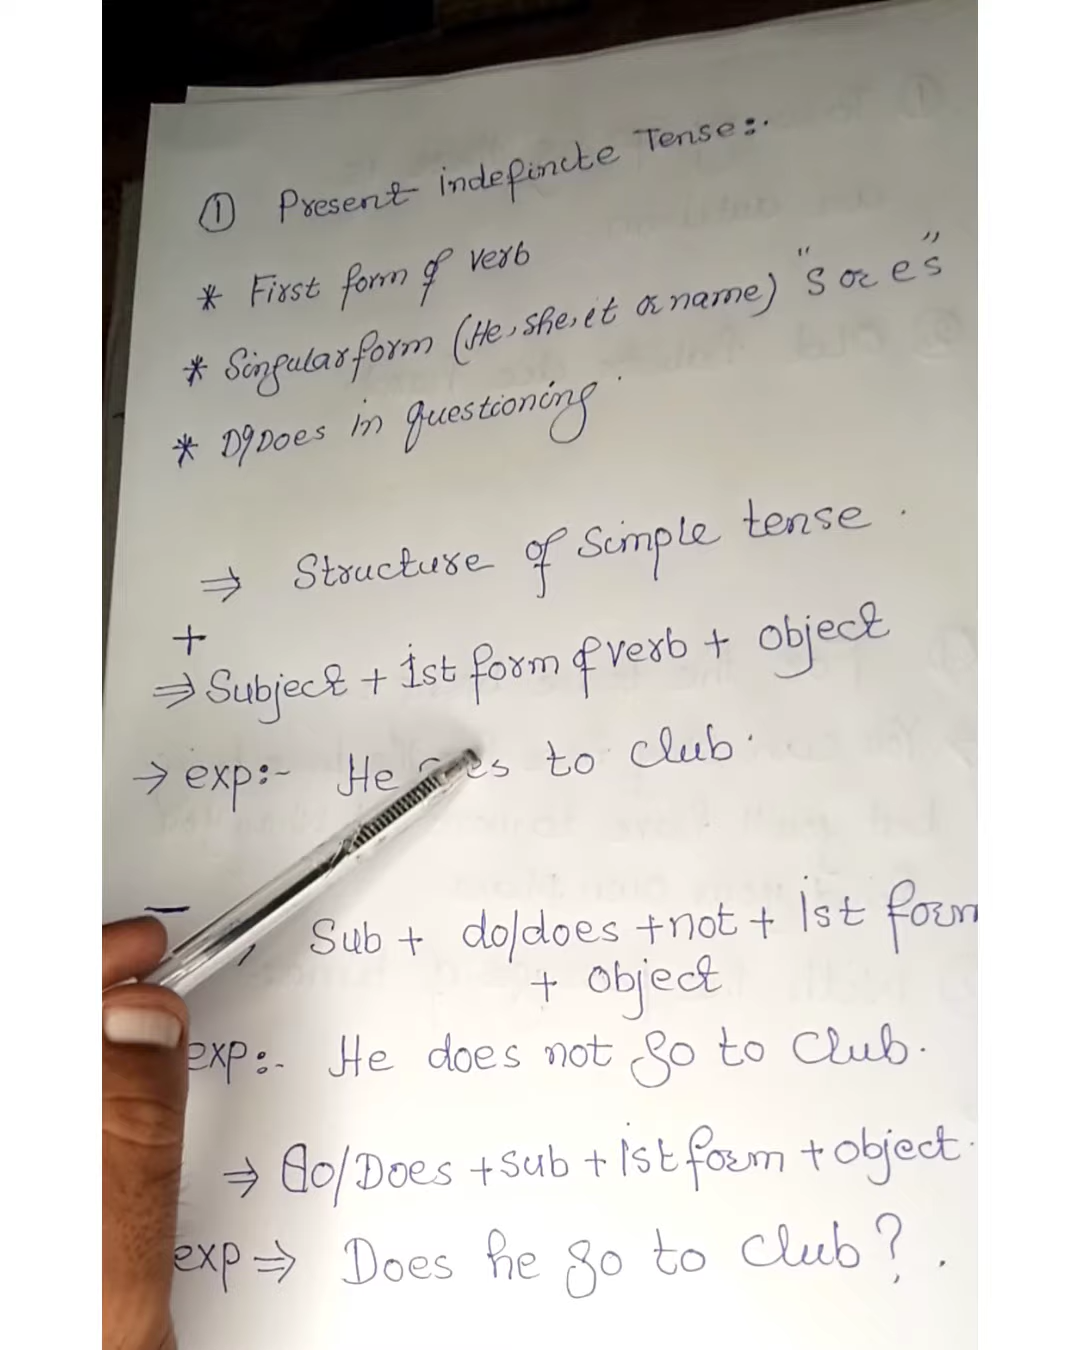 ① Present indefincte Tense:.
* First form of verb
* Singular form (He, she, it or name) "s or es"
* Do/Does in questioning.
⇒ Structure of simple tense.
+
⇒ Subject + 1st form of verb + object
→ exp:- He goes to club.
—
Sub + do/does + not + 1st form
+ object
exp:- He does not go to club.
⇒ Do/Does + sub + 1st form + object.
exp ⇒ Does he go to club?.